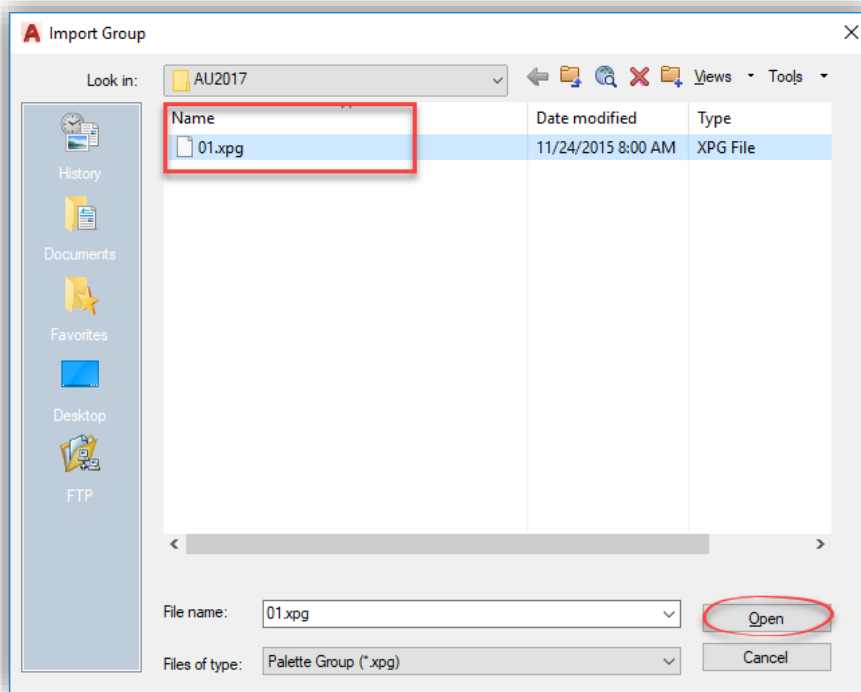 Import Group
Look in: AU2017 Views Tools
Name Date modified Type
01.xpg 11/24/2015 8:00 AM XPG File
History
Documents
Favorites
Desktop
FTP
File name: 01.xpg Open
Files of type: Palette Group (*.xpg) Cancel